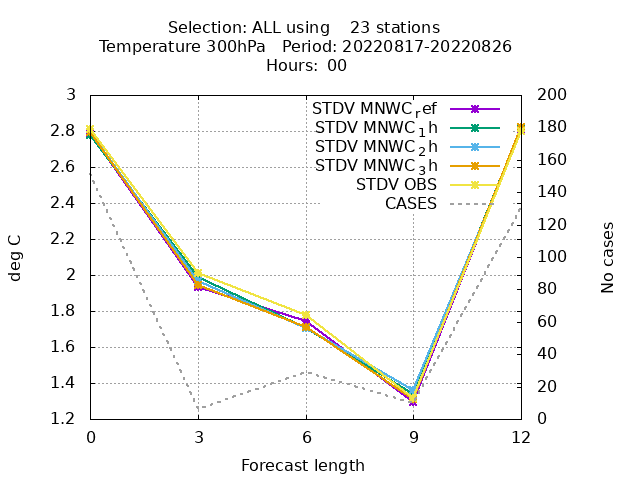 Selection: ALL using 23 stations
Temperature 300hPa Period: 20220817-20220826
Hours: 00
STDV MNWC_ref
STDV MNWC_1h
STDV MNWC_2h
STDV MNWC_3h
STDV OBS
CASES
3
2.8
2.6
2.4
2.2
2
1.8
1.6
1.4
1.2
deg C
200
180
160
140
120
100
80
60
40
20
0
No cases
0 3 6 9 12
Forecast length